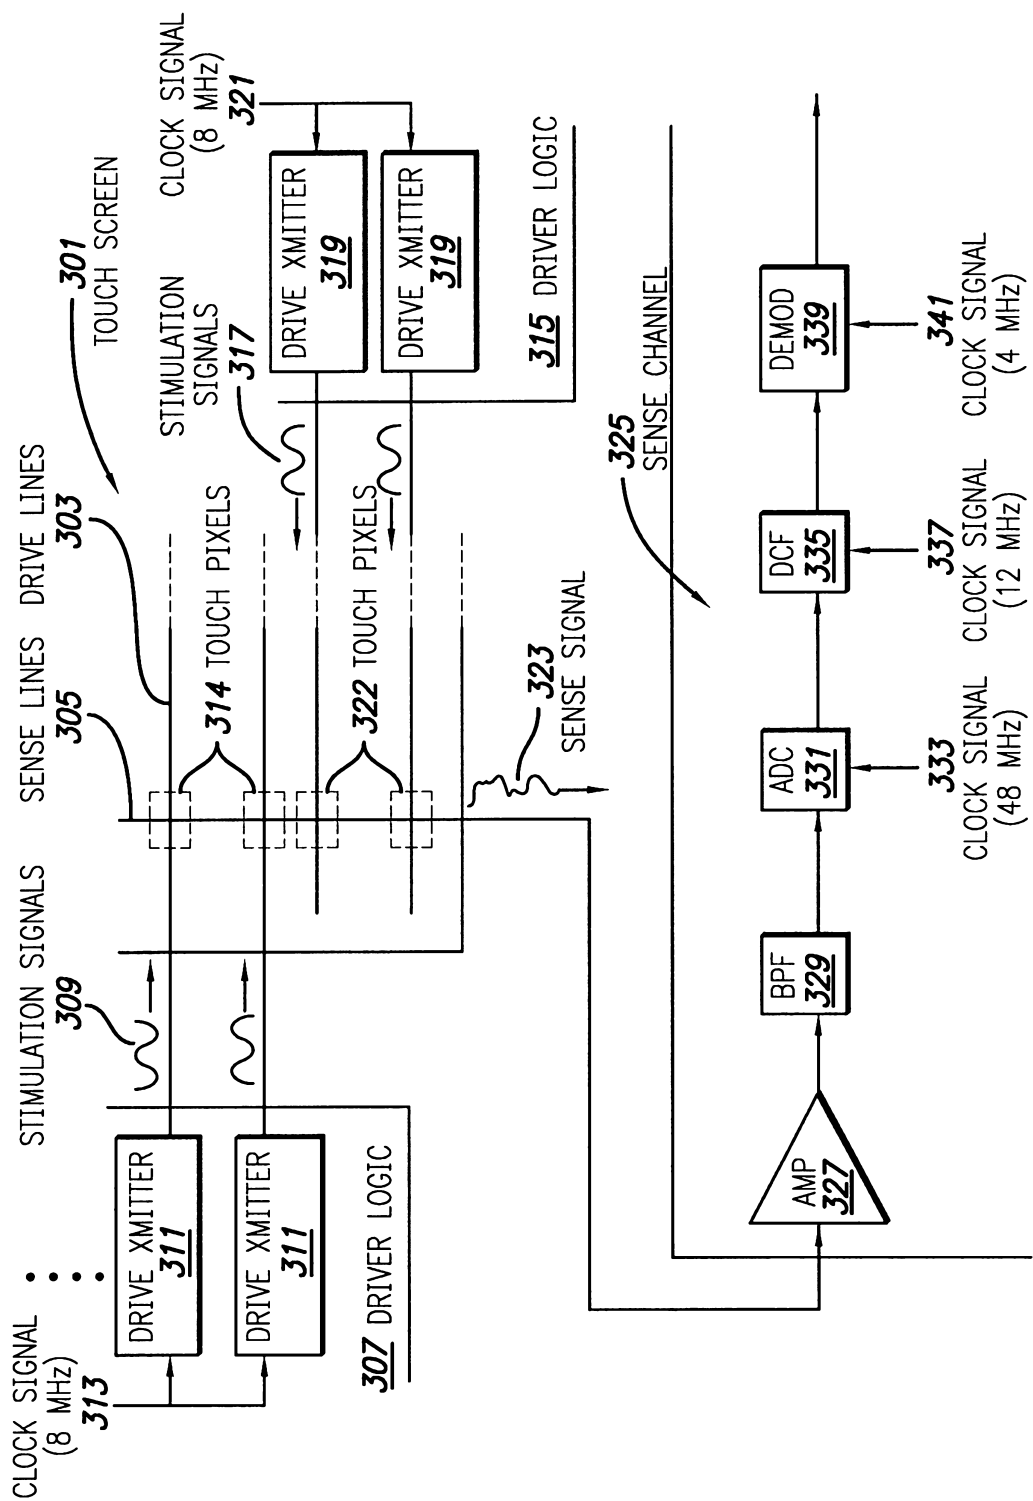 CLOCK SIGNAL
(8 MHz)
313
STIMULATION SIGNALS
309
SENSE LINES
305
DRIVE LINES
303
301
TOUCH SCREEN
CLOCK SIGNAL
(8 MHz)
321
DRIVE XMITTER
311
DRIVE XMITTER
311
307 DRIVER LOGIC
314 TOUCH PIXELS
322 TOUCH PIXELS
STIMULATION
SIGNALS
317
DRIVE XMITTER
319
DRIVE XMITTER
319
315 DRIVER LOGIC
323
SENSE SIGNAL
325
SENSE CHANNEL
AMP
327
BPF
329
ADC
331
DCF
335
DEMOD
339
333
CLOCK SIGNAL
(48 MHz)
337
CLOCK SIGNAL
(12 MHz)
341
CLOCK SIGNAL
(4 MHz)